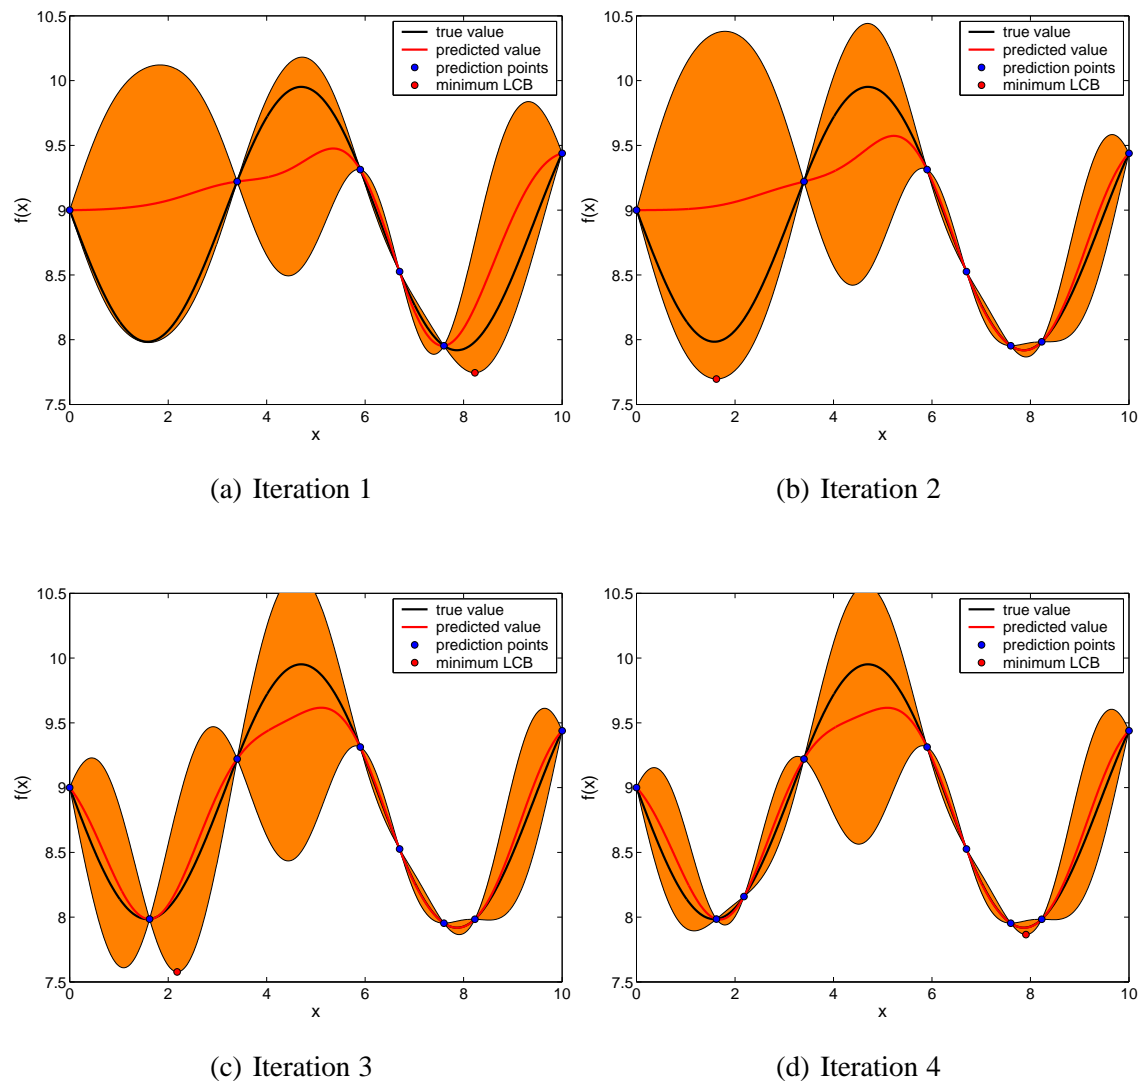 10.5
10
9.5
9
8.5
8
7.5
f(x)
0
2
4
6
8
10
x
true value
predicted value
prediction points
minimum LCB
(a) Iteration 1
10.5
10
9.5
9
8.5
8
7.5
f(x)
0
2
4
6
8
10
x
true value
predicted value
prediction points
minimum LCB
(b) Iteration 2
10.5
10
9.5
9
8.5
8
7.5
f(x)
0
2
4
6
8
10
x
true value
predicted value
prediction points
minimum LCB
(c) Iteration 3
10.5
10
9.5
9
8.5
8
7.5
f(x)
0
2
4
6
8
10
x
true value
predicted value
prediction points
minimum LCB
(d) Iteration 4